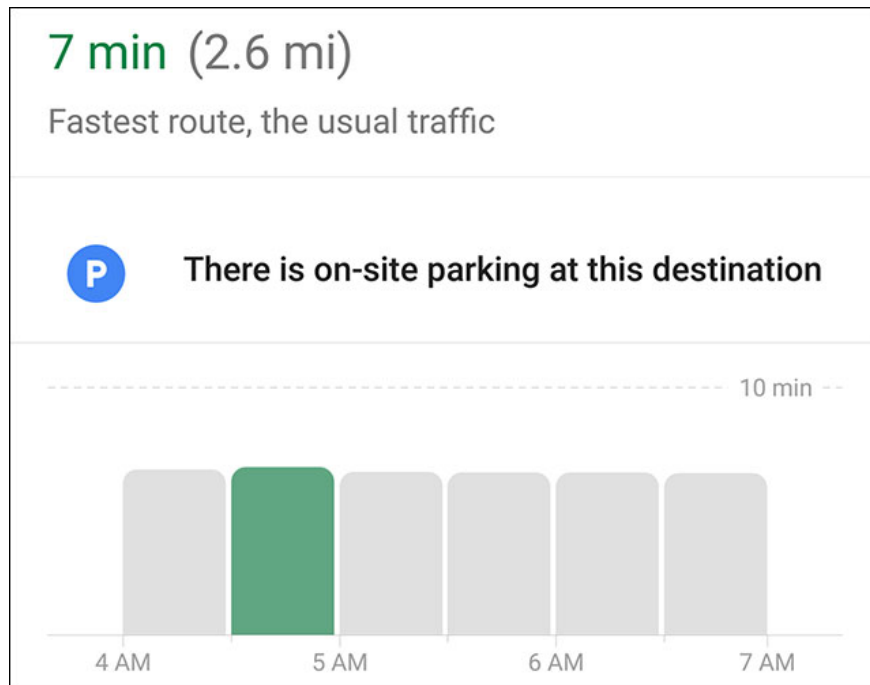 7 min (2.6 mi)
Fastest route, the usual traffic
P There is on-site parking at this destination
10 min
4 AM 5 AM 6 AM 7 AM